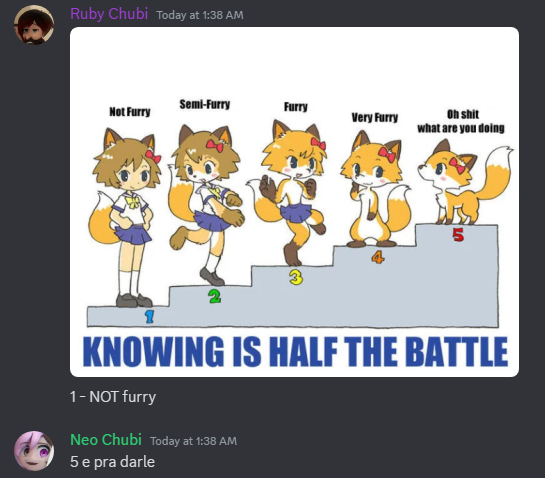 Ruby Chubi Today at 1:38 AM
Not Furry
Semi-Furry
Furry
Very Furry
Oh shit
what are you doing
1
2
3
4
5
KNOWING IS HALF THE BATTLE
1 - NOT furry
Neo Chubi Today at 1:38 AM
5 e pra darle